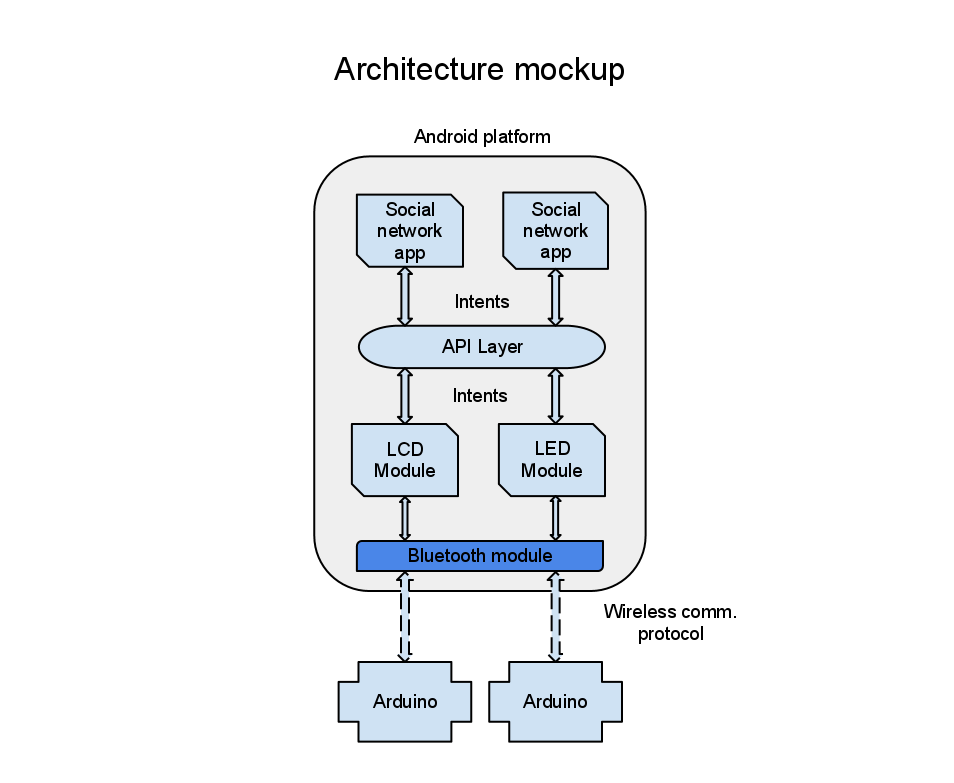 Architecture mockup
Android platform
Social
network
app
Social
network
app
Intents
API Layer
Intents
LCD
Module
LED
Module
Bluetooth module
Wireless comm.
protocol
Arduino
Arduino